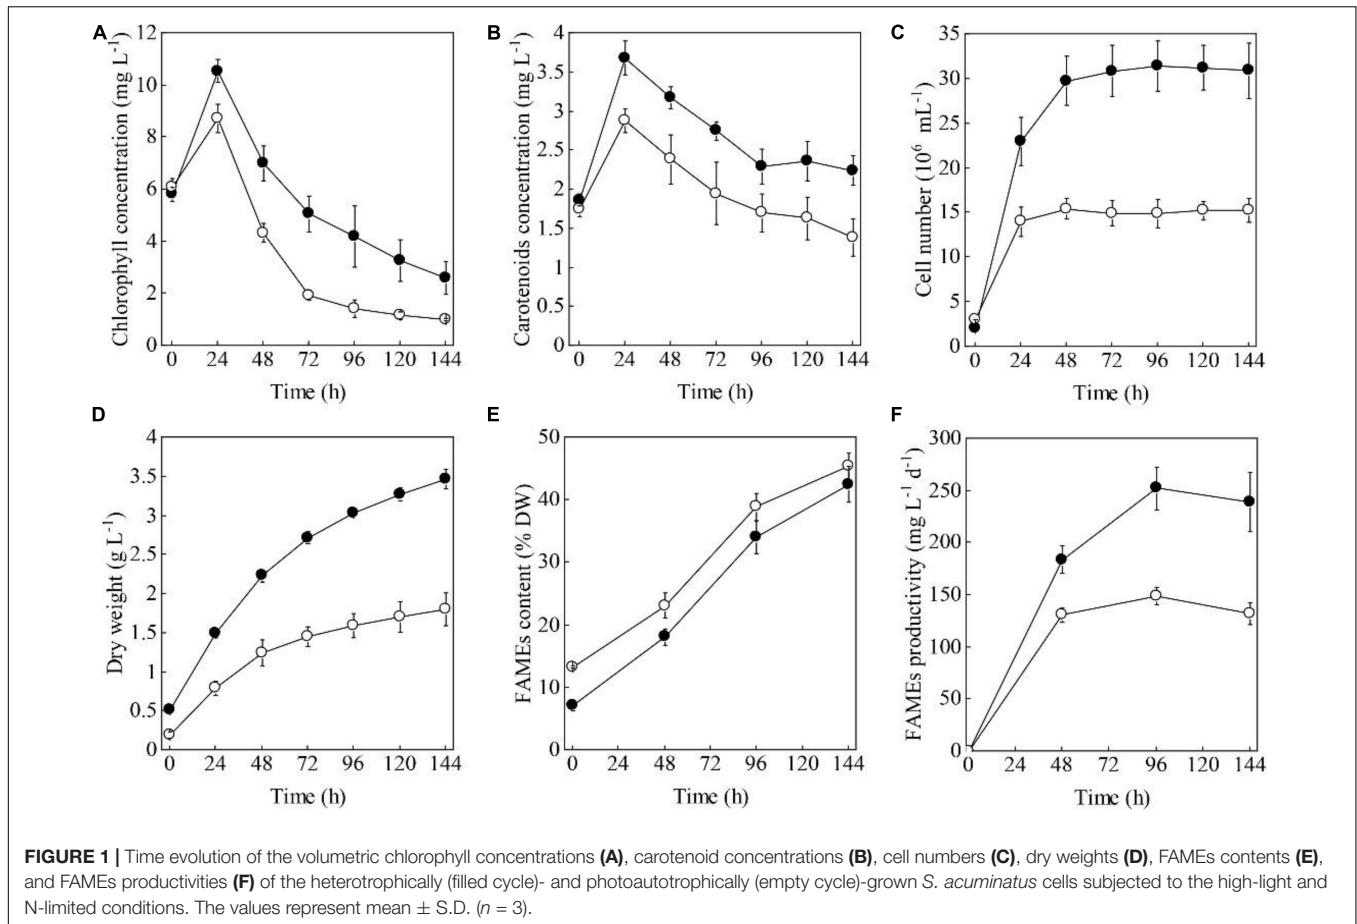 A
Chlorophyll concentration (mg L⁻¹)
12
10
8
6
4
2
0
0 24 48 72 96 120 144
Time (h)
B
Carotenoids concentration (mg L⁻¹)
4
3.5
3
2.5
2
1.5
1
0.5
0
0 24 48 72 96 120 144
Time (h)
C
Cell number (10⁶ mL⁻¹)
35
30
25
20
15
10
5
0
0 24 48 72 96 120 144
Time (h)
D
Dry weight (g L⁻¹)
4
3.5
3
2.5
2
1.5
1
0.5
0
0 24 48 72 96 120 144
Time (h)
E
FAMEs content (% DW)
50
40
30
20
10
0
0 24 48 72 96 120 144
Time (h)
F
FAMEs productivity (mg L⁻¹ d⁻¹)
300
250
200
150
100
50
0
0 24 48 72 96 120 144
Time (h)
FIGURE 1 | Time evolution of the volumetric chlorophyll concentrations (A), carotenoid concentrations (B), cell numbers (C), dry weights (D), FAMEs contents (E),
and FAMEs productivities (F) of the heterotrophically (filled cycle)- and photoautotrophically (empty cycle)-grown S. acuminatus cells subjected to the high-light and
N-limited conditions. The values represent mean ± S.D. (n = 3).